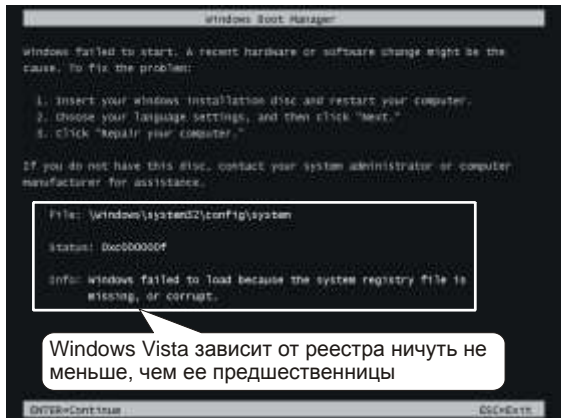 Windows Boot Manager
Windows failed to start. A recent hardware or software change might be the
cause. To fix the problem:
1. Insert your windows installation disc and restart your computer.
2. Choose your language settings, and then click "Next."
3. Click "Repair your computer."
If you do not have this disc, contact your system administrator or computer
manufacturer for assistance.
File: \windows\system32\config\system
Status: 0xc000000f
Info: Windows failed to load because the system registry file is
missing, or corrupt.
Windows Vista зависит от реестра ничуть не
меньше, чем ее предшественницы
ENTER=Continue
ESC=Exit